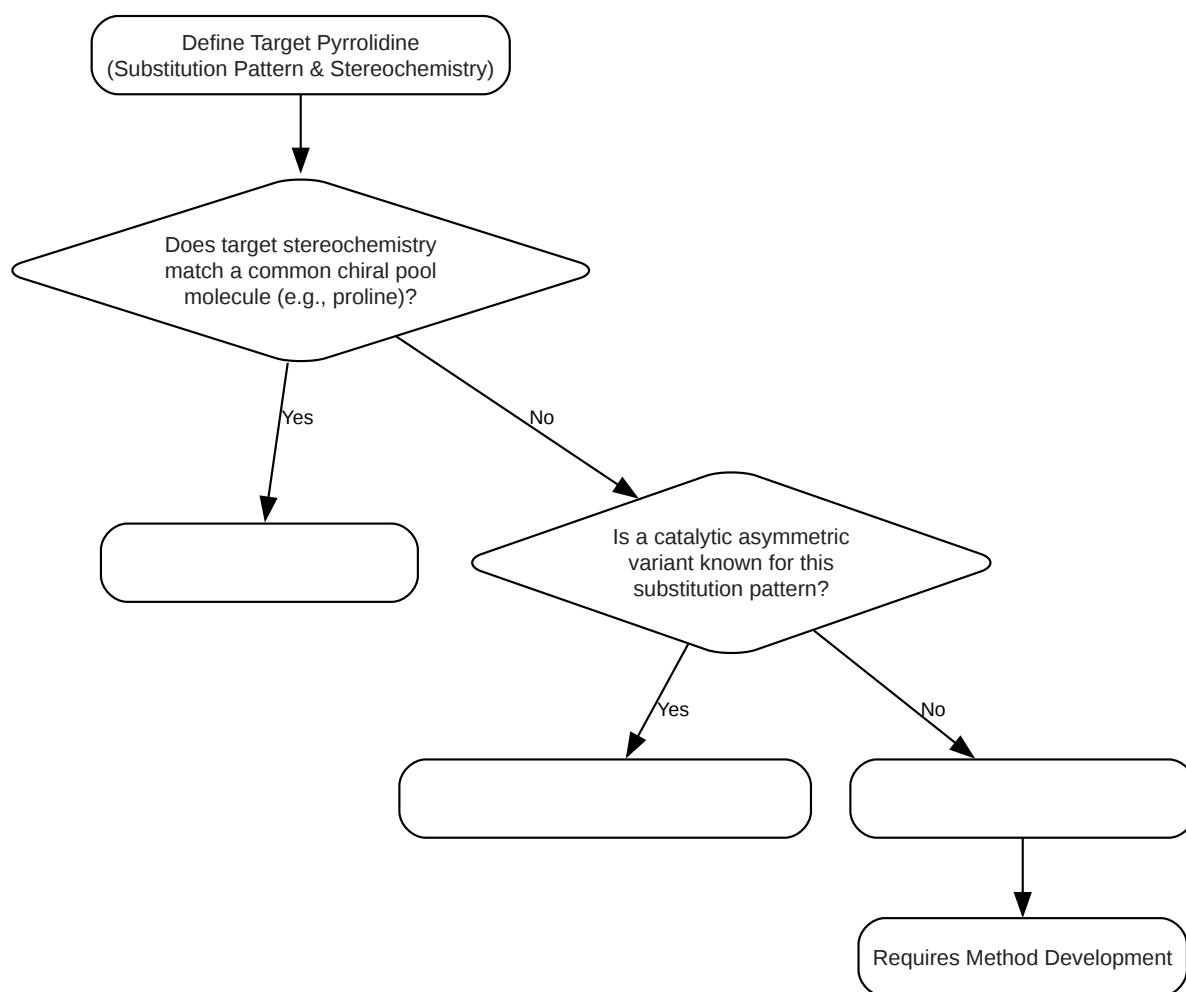 Define Target Pyrrolidine
(Substitution Pattern & Stereochemistry)
Does target stereochemistry
match a common chiral pool
molecule (e.g., proline)?
Yes
No
Is a catalytic asymmetric
variant known for this
substitution pattern?
Yes
No
Requires Method Development